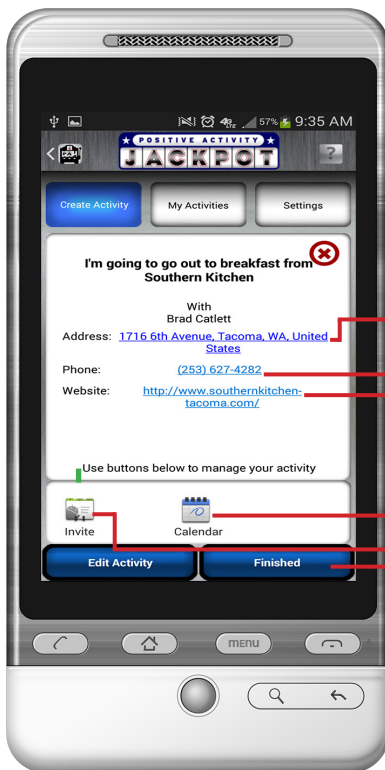 57% 9:35 AM
POSITIVE ACTIVITY
JACKPOT
?
Create Activity My Activities Settings
I'm going to go out to breakfast from
Southern Kitchen
With
Brad Catlett
Address: 1716 6th Avenue, Tacoma, WA, United
States
Phone: (253) 627-4282
Website: http://www.southernkitchen-
tacoma.com/
Use buttons below to manage your activity
Invite Calendar
Edit Activity Finished
MENU